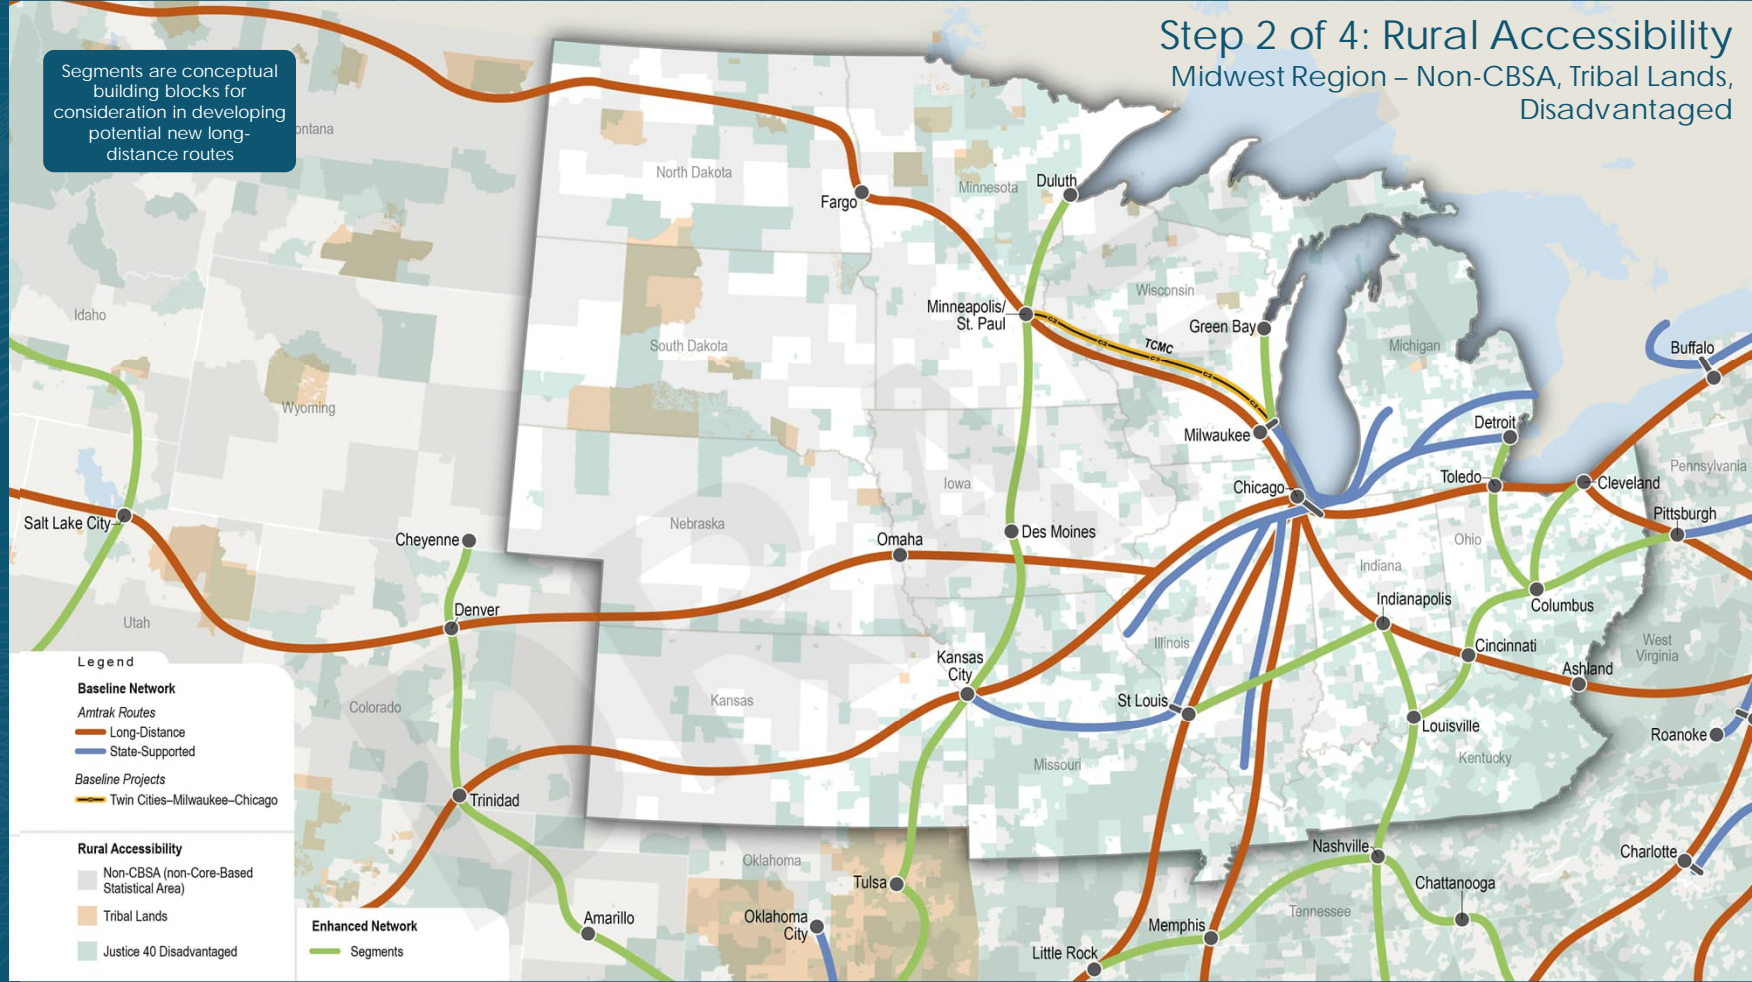 Step 2 of 4: Rural Accessibility
Midwest Region – Non-CBSA, Tribal Lands,
Disadvantaged
Segments are conceptual
building blocks for
consideration in developing
potential new long-
distance routes
ontana
North Dakota
Minnesota
Duluth
Fargo
Idaho
Wisconsin
Minneapolis/
St. Paul
Green Bay
TCMC
South Dakota
Michigan
Buffalo
Wyoming
Milwaukee
Detroit
Pennsylvania
Iowa
Chicago
Toledo
Cleveland
Salt Lake City
Nebraska
Pittsburgh
Cheyenne
Omaha
Des Moines
Ohio
Indiana
Denver
Indianapolis
Columbus
Utah
Illinois
Cincinnati
West
Virginia
Kansas
City
Ashland
Colorado
Kansas
St Louis
Louisville
Roanoke
Kentucky
Missouri
Trinidad
Nashville
Charlotte
Oklahoma
Tulsa
Chattanooga
Amarillo
Oklahoma
City
Memphis
Tennessee
Little Rock
Legend
Baseline Network
Amtrak Routes
Long-Distance
State-Supported
Baseline Projects
Twin Cities–Milwaukee–Chicago
Rural Accessibility
Non-CBSA (non-Core-Based
Statistical Area)
Tribal Lands
Justice 40 Disadvantaged
Enhanced Network
Segments
DRAFT